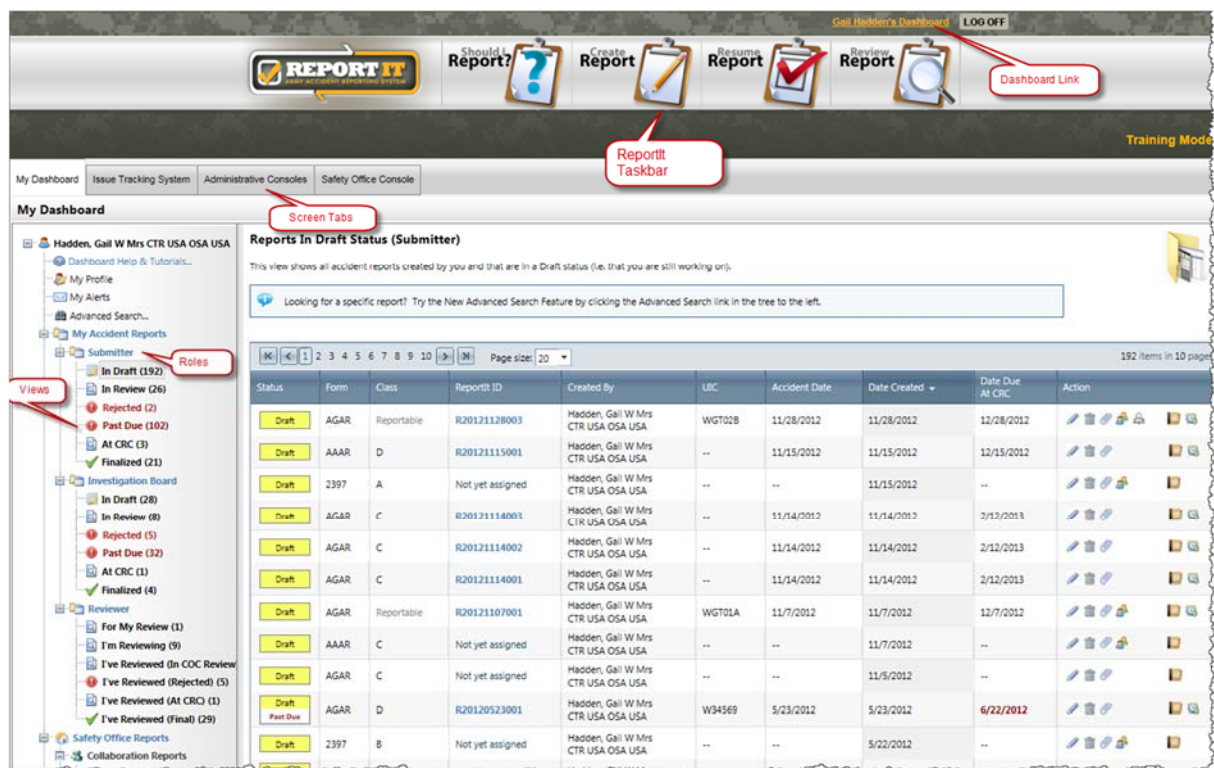 Gail Hadden's Dashboard LOG OFF
Should I Report?
Create Report
Resume Report
Review Report
REPORT IT
ARMY ACCIDENT REPORTING SYSTEM
Dashboard Link
ReportIt Taskbar
Training Mode
My Dashboard Issue Tracking System Administrative Consoles Safety Office Console
My Dashboard
Screen Tabs
Hadden, Gail W Mrs CTR USA OSA USA
Dashboard Help & Tutorials...
My Profile
My Alerts
Advanced Search...
My Accident Reports
Submitter
Roles
In Draft (192)
Views
In Review (26)
Rejected (2)
Past Due (102)
At CRC (3)
Finalized (21)
Investigation Board
In Draft (28)
In Review (8)
Rejected (5)
Past Due (32)
At CRC (1)
Finalized (4)
Reviewer
For My Review (1)
I'm Reviewing (9)
I've Reviewed (In COC Review
I've Reviewed (Rejected) (5)
I've Reviewed (At CRC) (1)
I've Reviewed (Final) (29)
Safety Office Reports
Collaboration Reports
Reports In Draft Status (Submitter)
This view shows all accident reports created by you and that are in a Draft status (i.e. that you are still working on).
Looking for a specific report? Try the New Advanced Search Feature by clicking the Advanced Search link in the tree to the left.
1 2 3 4 5 6 7 8 9 10 Page size: 20 192 items in 10 pages
Status Form Class ReportIt ID Created By UIC Accident Date Date Created Date Due At CRC Action
Draft AGAR Reportable R20121128003 Hadden, Gail W Mrs CTR USA OSA USA WGT02B 11/28/2012 11/28/2012 12/28/2012
Draft AAAR D R20121115001 Hadden, Gail W Mrs CTR USA OSA USA -- 11/15/2012 11/15/2012 12/15/2012
Draft 2397 A Not yet assigned Hadden, Gail W Mrs CTR USA OSA USA -- -- 11/15/2012 --
Draft AGAR C R20121114003 Hadden, Gail W Mrs CTR USA OSA USA -- 11/14/2012 11/14/2012 2/12/2013
Draft AGAR C R20121114002 Hadden, Gail W Mrs CTR USA OSA USA -- 11/14/2012 11/14/2012 2/12/2013
Draft AGAR C R20121114001 Hadden, Gail W Mrs CTR USA OSA USA -- 11/14/2012 11/14/2012 2/12/2013
Draft AGAR Reportable R20121107001 Hadden, Gail W Mrs CTR USA OSA USA WGT01A 11/7/2012 11/7/2012 12/7/2012
Draft AAAR C Not yet assigned Hadden, Gail W Mrs CTR USA OSA USA -- -- 11/7/2012 --
Draft AGAR C Not yet assigned Hadden, Gail W Mrs CTR USA OSA USA -- -- 11/5/2012 --
Draft Past Due AGAR D R20120523001 Hadden, Gail W Mrs CTR USA OSA USA W34569 5/23/2012 5/23/2012 6/22/2012
Draft 2397 B Not yet assigned Hadden, Gail W Mrs CTR USA OSA USA -- -- 5/22/2012 --